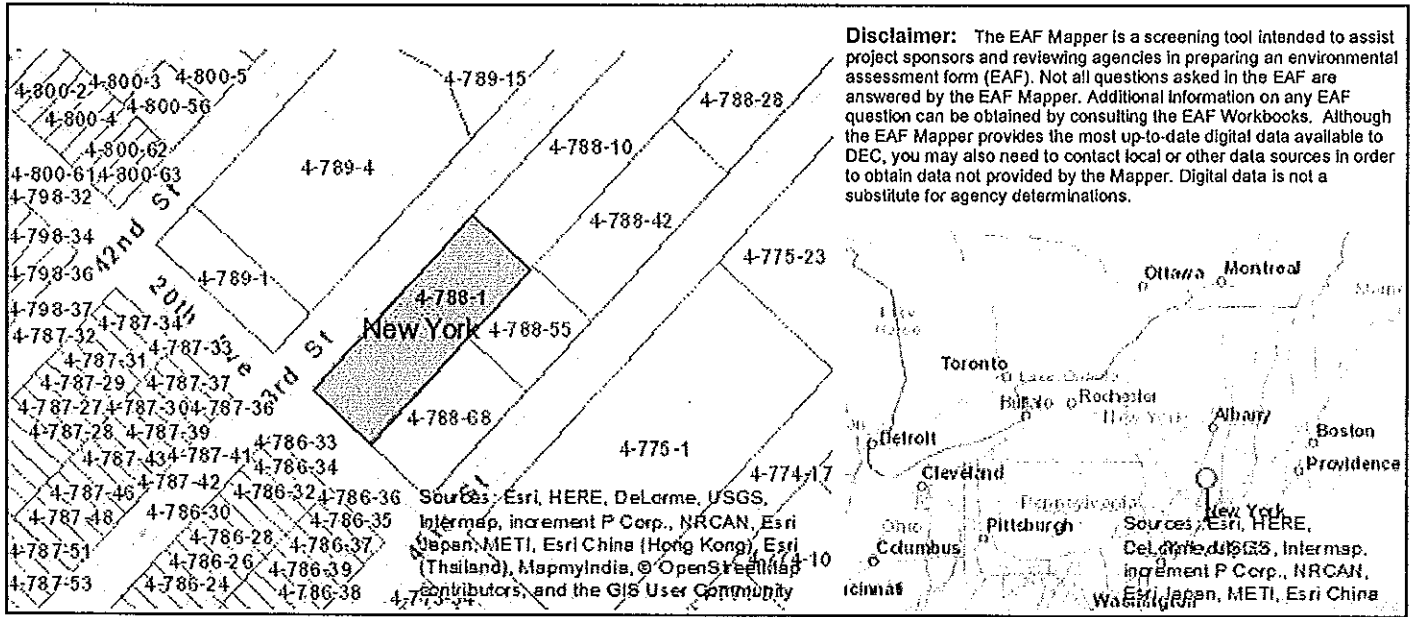 Disclaimer: The EAF Mapper is a screening tool intended to assist
project sponsors and reviewing agencies in preparing an environmental
assessment form (EAF). Not all questions asked in the EAF are
answered by the EAF Mapper. Additional information on any EAF
question can be obtained by consulting the EAF Workbooks. Although
the EAF Mapper provides the most up-to-date digital data available to
DEC, you may also need to contact local or other data sources in order
to obtain data not provided by the Mapper. Digital data is not a
substitute for agency determinations.
4-800-2
4-800-3
4-800-5
4-800-56
4-800-4
4-800-62
4-800-61
4-800-63
4-798-32
4-798-34
4-798-36
4-798-37
42nd St
20th Ave
4-789-15
4-789-4
4-789-1
4-788-28
4-788-10
4-788-42
4-775-23
4-788-1
New York
4-788-55
4-788-68
4-775-1
4-774-17
3rd St
4-787-32
4-787-34
4-787-33
4-787-31
4-787-29
4-787-37
4-787-27
4-787-30
4-787-36
4-787-28
4-787-39
4-787-43
4-787-41
4-787-42
4-787-46
4-787-48
4-787-51
4-787-53
4-786-33
4-786-34
4-786-32
4-786-36
4-786-35
4-786-30
4-786-28
4-786-37
4-786-26
4-786-39
4-786-24
4-786-38
Sources: Esri, HERE, DeLorme, USGS,
Intermap, increment P Corp., NRCAN, Esri
Japan, METI, Esri China (Hong Kong), Esri
(Thailand), MapmyIndia, © OpenStreetMap
contributors, and the GIS User Community
Ottawa
Montreal
Toronto
Buffalo
Rochester
New York
Albany
Detroit
Boston
Providence
Cleveland
Pennsylvania
New York
Ohio
Pittsburgh
Columbus
Washington
Sources: Esri, HERE,
DeLorme, USGS, Intermap,
increment P Corp., NRCAN,
Esri Japan, METI, Esri China